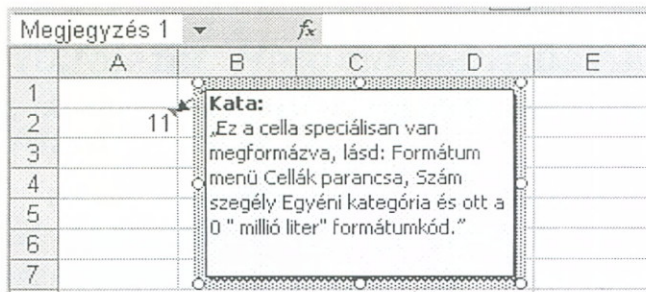 Megjegyzés 1 fx
A B C D E
1
2 11
3
4
5
6
7
Kata:
„Ez a cella speciálisan van
megformázva, lásd: Formátum
menü Cellák parancsa, Szám
szegély Egyéni kategória és ott a
0 " millió liter" formátumkód.”